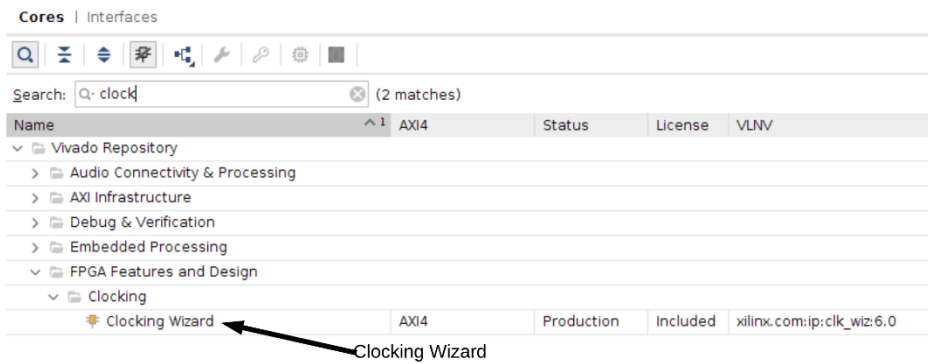 Cores | Interfaces
Search: clock (2 matches)
Name 1 AXI4 Status License VLNV
Vivado Repository
Audio Connectivity & Processing
AXI Infrastructure
Debug & Verification
Embedded Processing
FPGA Features and Design
Clocking
Clocking Wizard AXI4 Production Included xilinx.com:ip:clk_wiz:6.0
Clocking Wizard